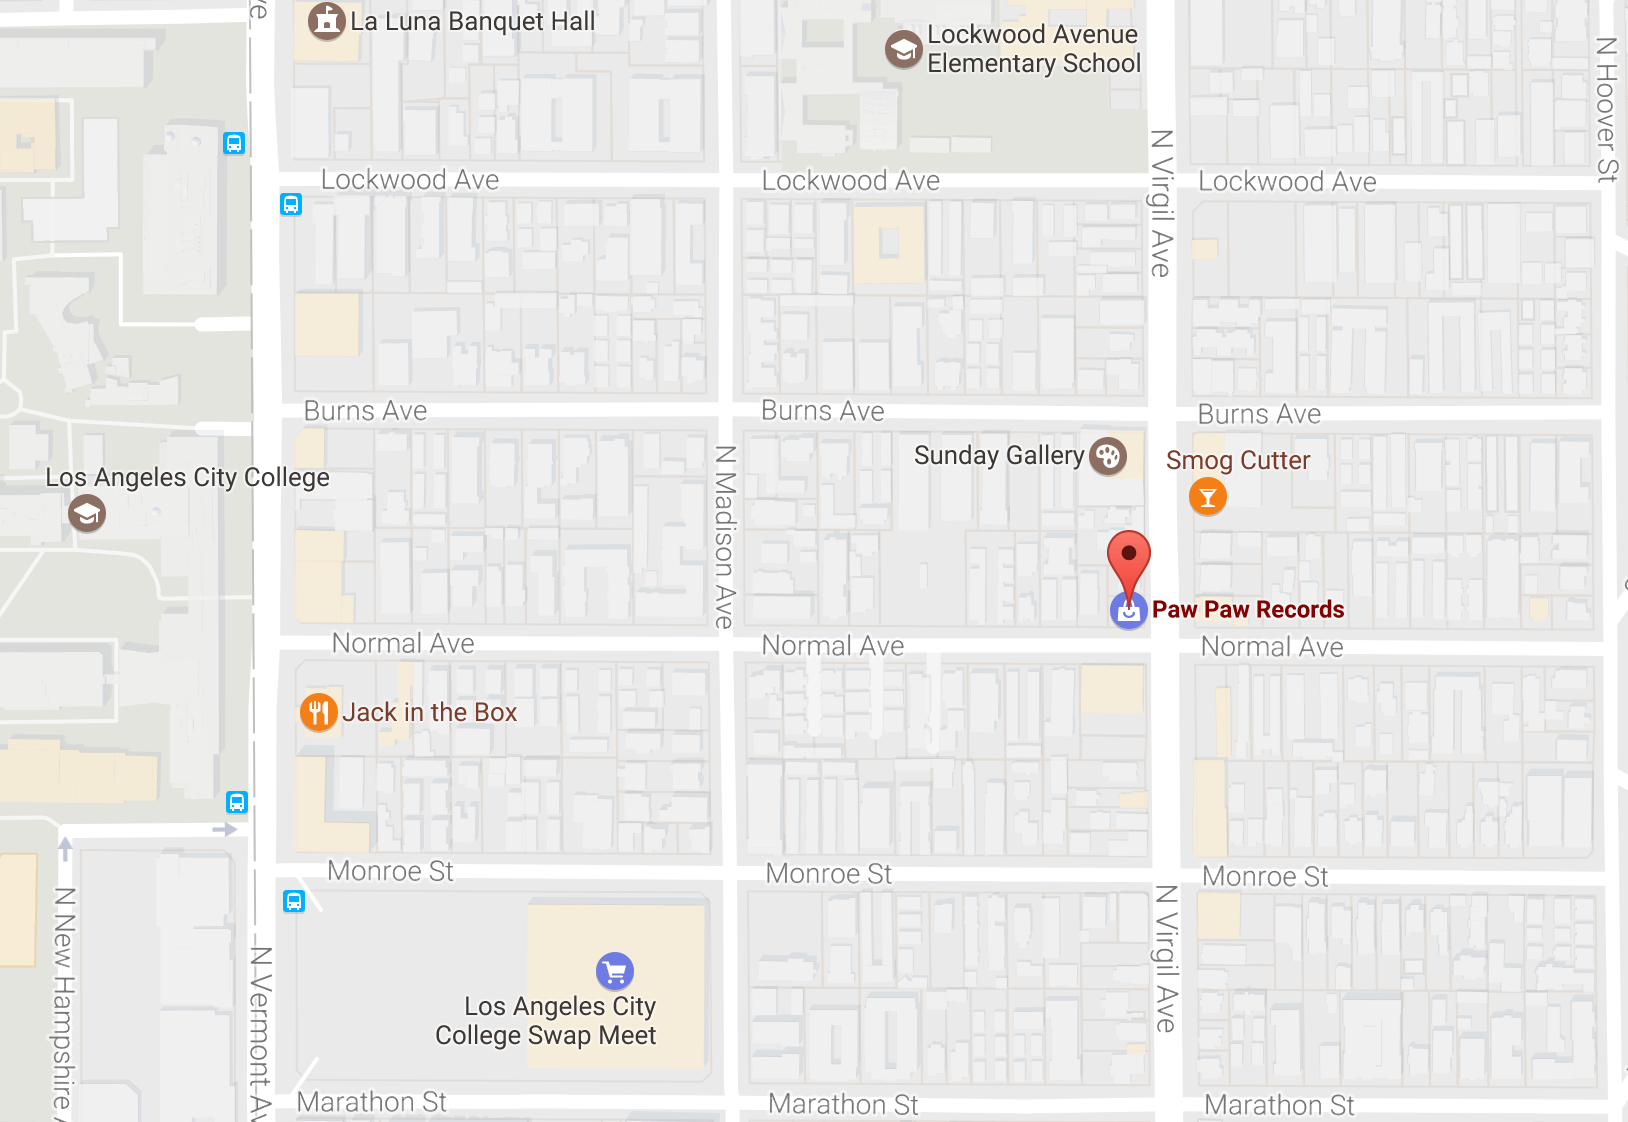 ve
La Luna Banquet Hall
Lockwood Avenue
Elementary School
N Hoover St
Lockwood Ave
Lockwood Ave
N Virgil Ave
Lockwood Ave
Burns Ave
Burns Ave
Burns Ave
Los Angeles City College
N Madison Ave
Sunday Gallery
Smog Cutter
Paw Paw Records
Normal Ave
Normal Ave
Normal Ave
Jack in the Box
Monroe St
Monroe St
Monroe St
N New Hampshire A
N Vermont Av
N Virgil Ave
Los Angeles City
College Swap Meet
Marathon St
Marathon St
Marathon St